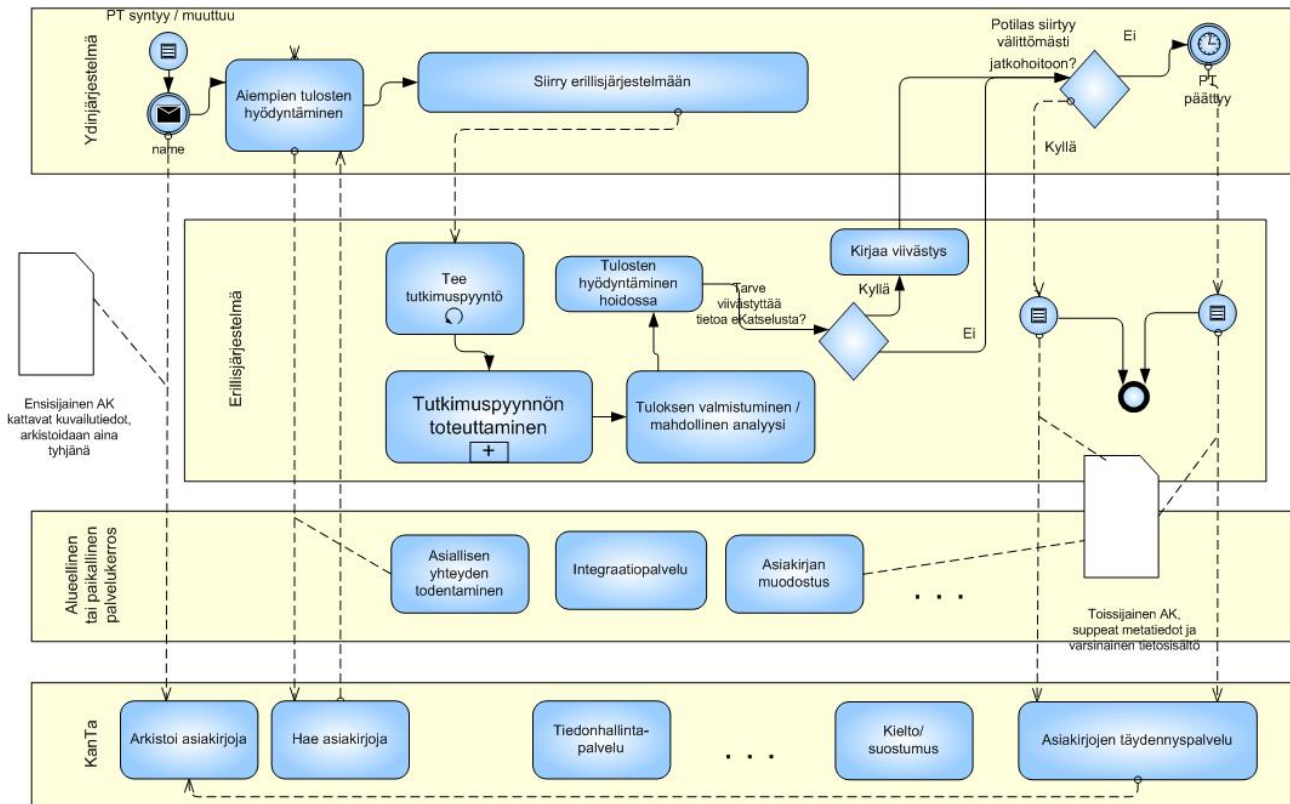 PT syntyy / muuttuu
Potilas siirtyy
välittömästi
jatkohoitoon?
Ei
Ydinjärjestelmä
Aiempien tulosten
hyödyntäminen
Siirry erillisjärjestelmään
name
PT
päättyy
Kyllä
Erillisjärjestelmä
Tee
tutkimuspyyntö
Tulosten
hyödyntäminen
hoidossa
Kirjaa viivästys
Tarve
viivästyttää
tietoa eKatselusta?
Kyllä
Ei
Tutkimuspyynnön
toteuttaminen
+
Tuloksen valmistuminen /
mahdollinen analyysi
Ensisijainen AK
kattavat kuvailutiedot,
arkistoidaan aina
tyhjänä
Alueellinen
tai paikallinen
palvelukerros
Asiallisen
yhteyden
todentaminen
Integraatiopalvelu
Asiakirjan
muodostus
. . .
Toissijainen AK,
suppeat metatiedot ja
varsinainen tietosisältö
KanTa
Arkistoi asiakirjoja
Hae asiakirjoja
Tiedonhallinta-
palvelu
. . .
Kielto/
suostumus
Asiakirjojen täydennyspalvelu